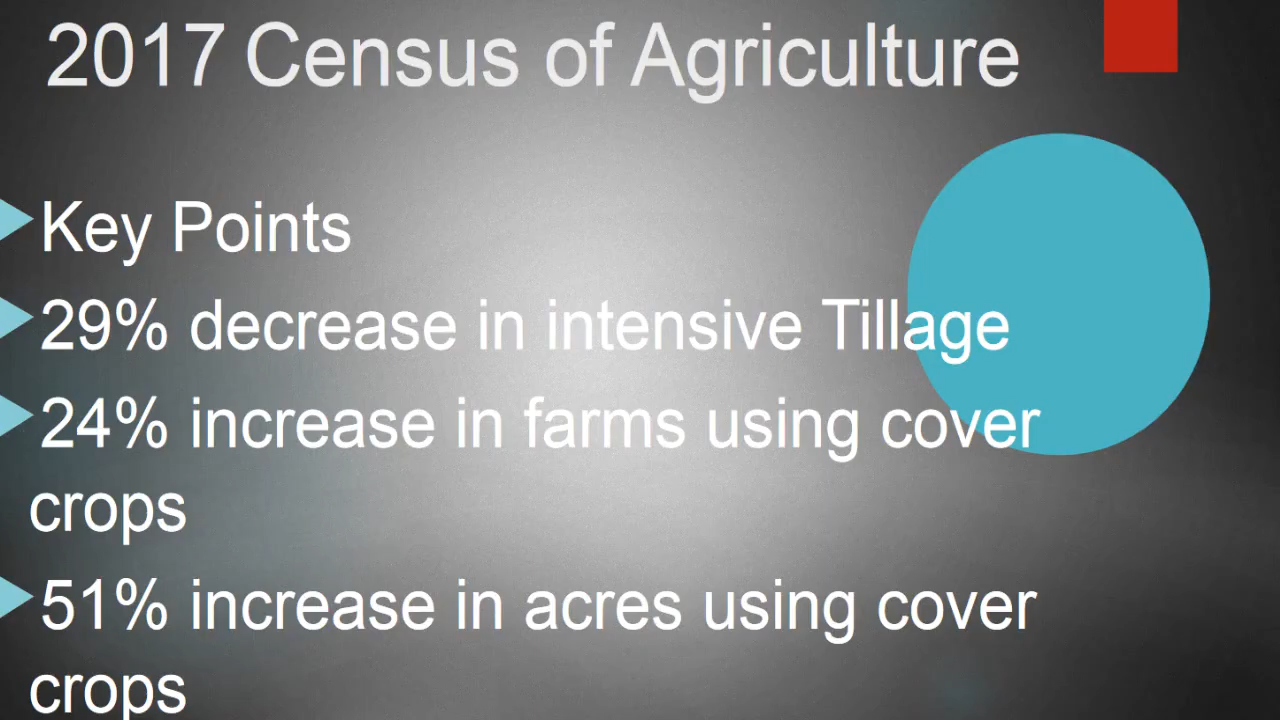 2017 Census of Agriculture
Key Points
29% decrease in intensive Tillage
24% increase in farms using cover
crops
51% increase in acres using cover
crops